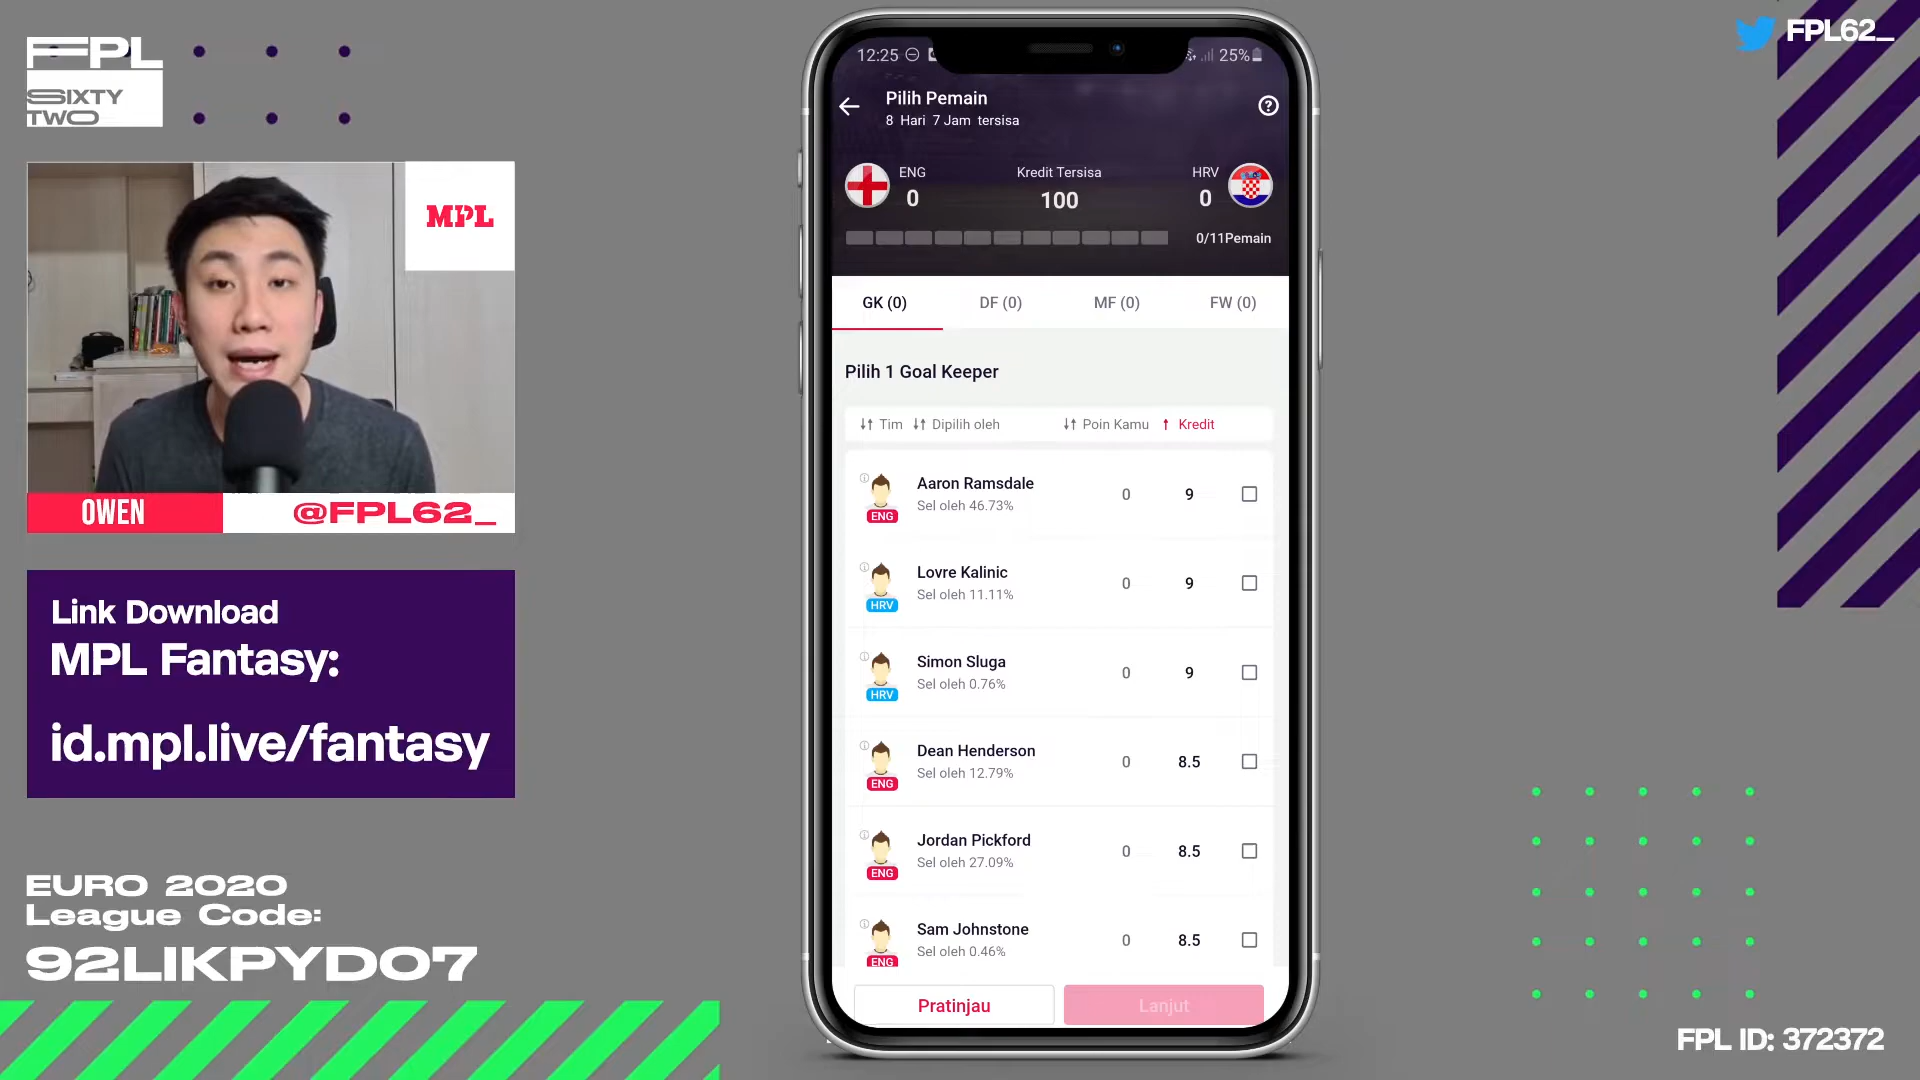 FPL
SIXTY
TWO
FPL62_
MPL
OWEN
@FPL62_
Link Download
MPL Fantasy:
id.mpl.live/fantasy
EURO 2020
League Code:
92LIKPYDO7
12:25
25%
Pilih Pemain
8 Hari 7 Jam tersisa
ENG
0
Kredit Tersisa
100
HRV
0
0/11Pemain
GK (0)
DF (0)
MF (0)
FW (0)
Pilih 1 Goal Keeper
Tim
Dipilih oleh
Poin Kamu
Kredit
Aaron Ramsdale
Sel oleh 46.73%
ENG
0
9
Lovre Kalinic
Sel oleh 11.11%
HRV
0
9
Simon Sluga
Sel oleh 0.76%
HRV
0
9
Dean Henderson
Sel oleh 12.79%
ENG
0
8.5
Jordan Pickford
Sel oleh 27.09%
ENG
0
8.5
Sam Johnstone
Sel oleh 0.46%
ENG
0
8.5
Pratinjau
Lanjut
FPL ID: 372372